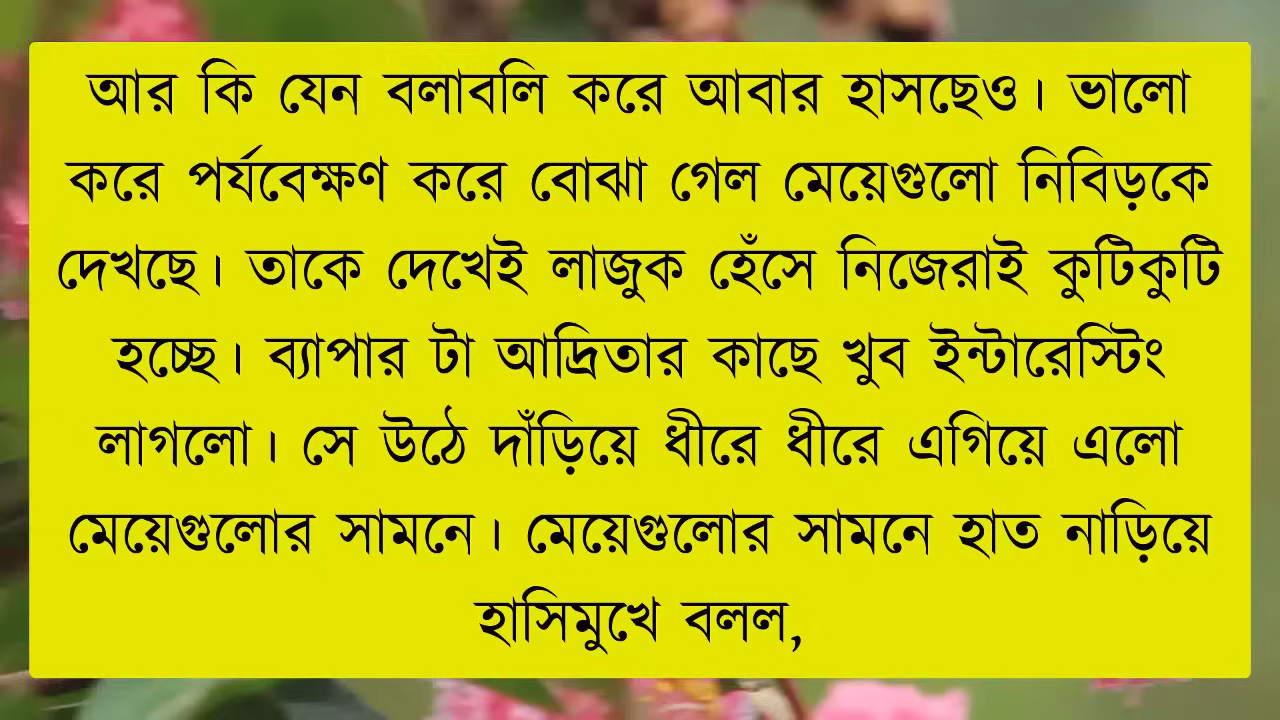 আর কি যেন বলাবলি করে আবার হাসছেও। ভালো
করে পর্যবেক্ষণ করে বোঝা গেল মেয়েগুলো নিবিড়কে
দেখছে। তাকে দেখেই লাজুক হেঁসে নিজেরাই কুটিকুটি
হচ্ছে। ব্যাপার টা আদ্রিতার কাছে খুব ইন্টারেস্টিং
লাগলো। সে উঠে দাঁড়িয়ে ধীরে ধীরে এগিয়ে এলো
মেয়েগুলোর সামনে। মেয়েগুলোর সামনে হাত নাড়িয়ে
হাসিমুখে বলল,